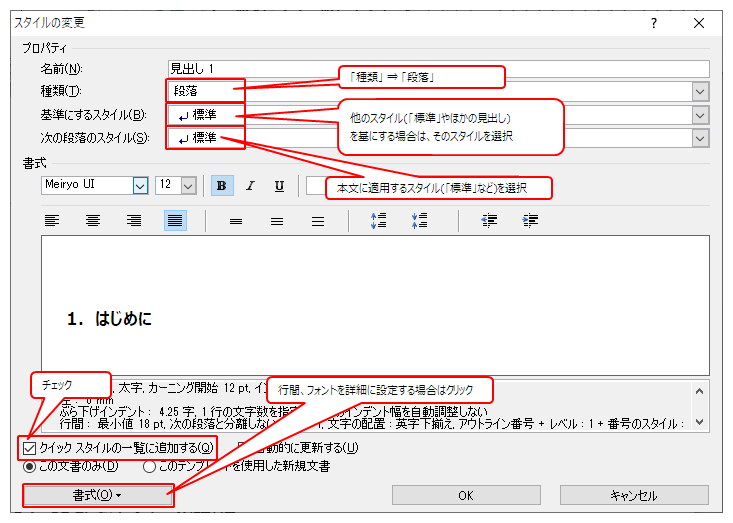 スタイルの変更
? ×
プロパティ
名前(N): 見出し 1
「種類」 ⇒ 「段落」
種類(T): 段落
基準にするスタイル(B): ↵ 標準
他のスタイル(「標準」やほかの見出し)
を基にする場合は、そのスタイルを選択
次の段落のスタイル(S): ↵ 標準
書式
本文に適用するスタイル(「標準」など)を選択
Meiryo UI 12 B I U
1. はじめに
チェック
行間、フォントを詳細に設定する場合はクリック
太字, カーニング開始 12 pt,
0 mm
ぶら下げインデント : 4.25 字, 1 行の文字数を指定 インデント幅を自動調整しない
行間 : 最小値 18 pt, 次の段落と分離しない, 文字の配置 : 英字下揃え, アウトライン番号 + レベル : 1 + 番号のスタイル :
クイック スタイルの一覧に追加する(Q) 動的に更新する(U)
この文書のみ(D) このテンプレートを使用した新規文書
書式(O) OK キャンセル